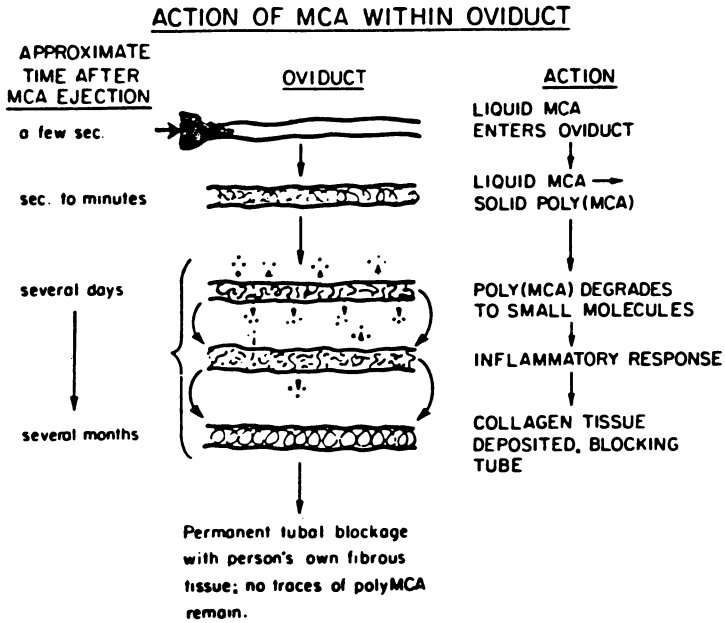 ACTION OF MCA WITHIN OVIDUCT
APPROXIMATE
TIME AFTER
MCA EJECTION
OVIDUCT
ACTION
a few sec.
LIQUID MCA
ENTERS OVIDUCT
sec. to minutes
LIQUID MCA →
SOLID POLY(MCA)
several days
POLY(MCA) DEGRADES
TO SMALL MOLECULES
INFLAMMATORY RESPONSE
several months
COLLAGEN TISSUE
DEPOSITED, BLOCKING
TUBE
Permanent tubal blockage
with person's own fibrous
tissue; no traces of polyMCA
remain.